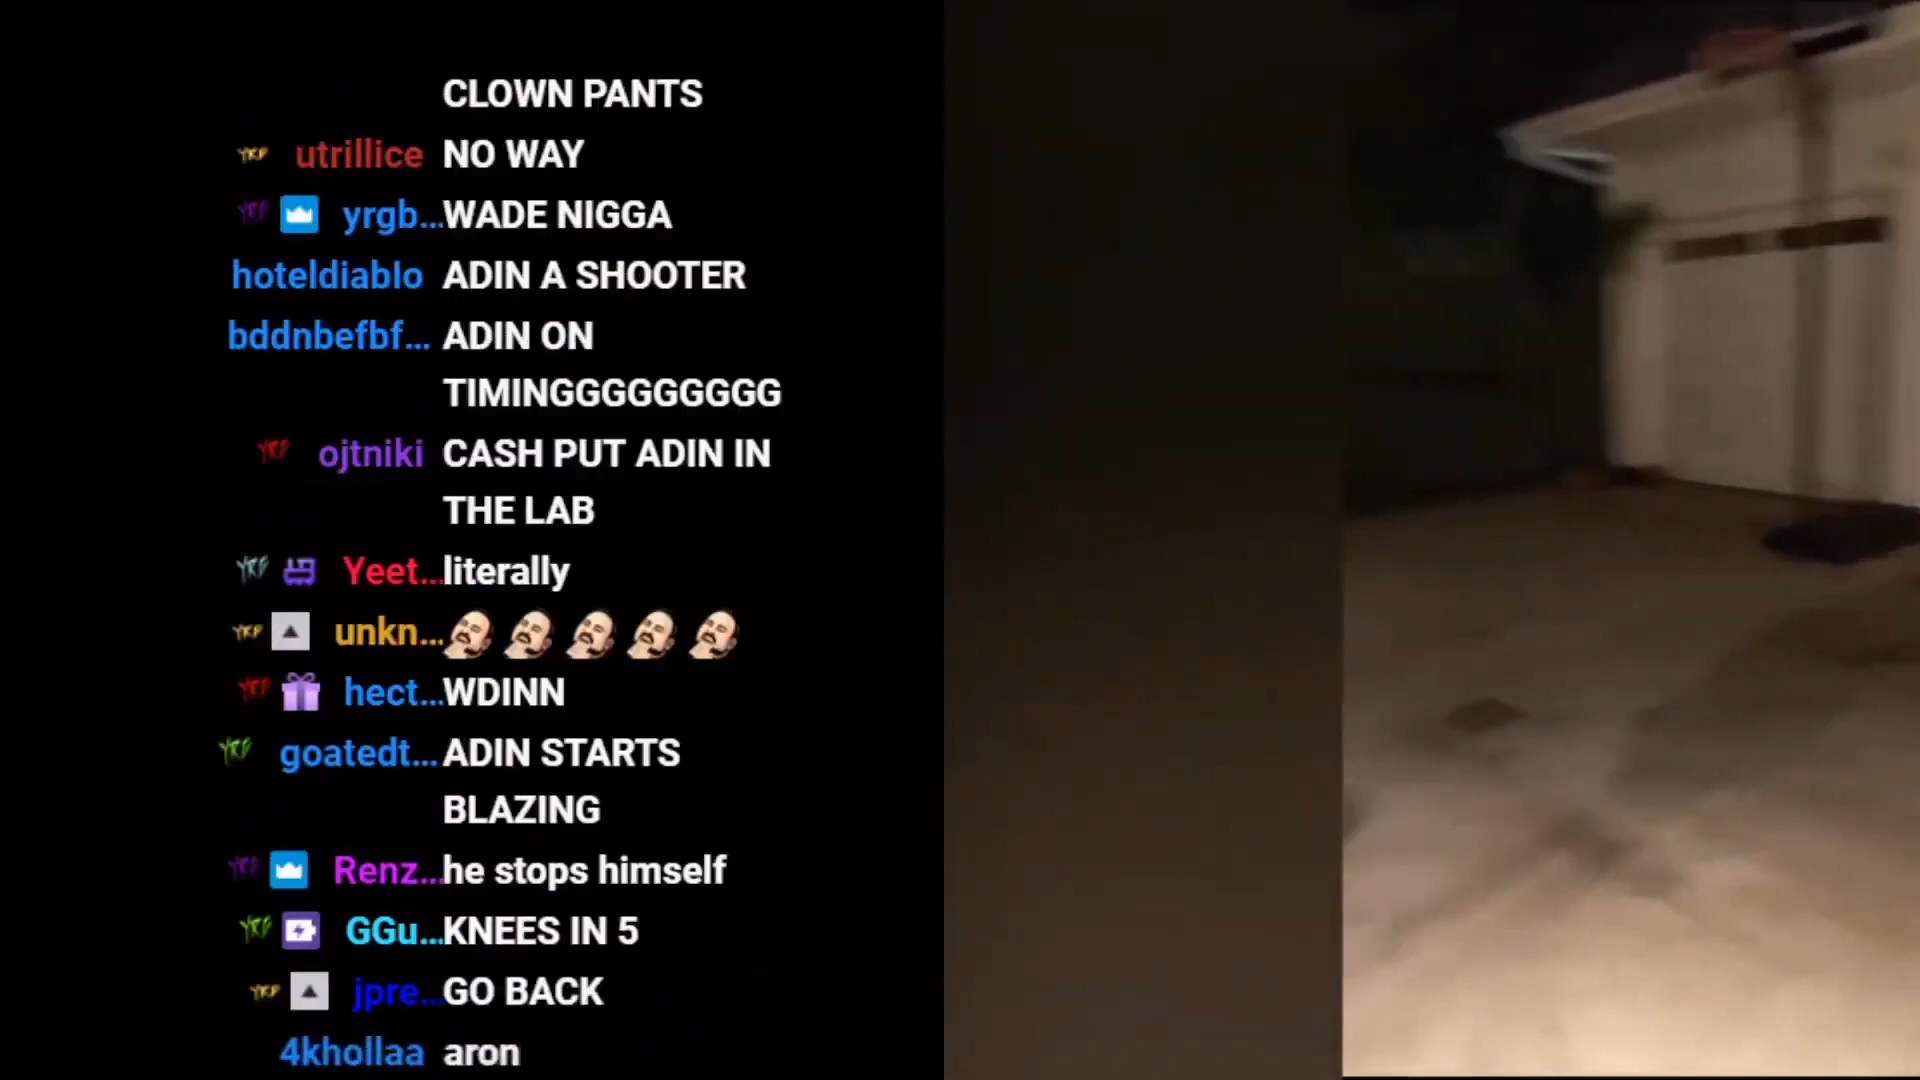 CLOWN PANTS
utrillice NO WAY
yrgb...WADE NIGGA
hoteldiablo ADIN A SHOOTER
bddnbefbf... ADIN ON
TIMINGGGGGGGGG
ojtniki CASH PUT ADIN IN
THE LAB
Yeet...literally
unkn...
hect...WDINN
goatedt...ADIN STARTS
BLAZING
Renz...he stops himself
GGu...KNEES IN 5
jpre...GO BACK
4khollaa aron